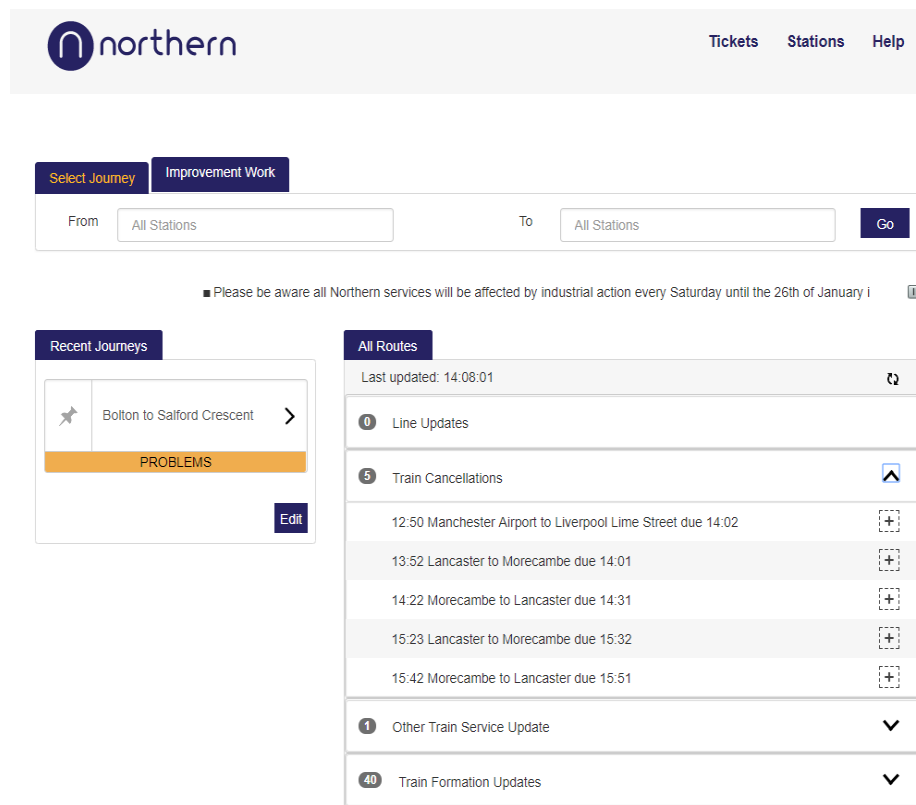 northern
Tickets Stations Help
Select Journey Improvement Work
From All Stations To All Stations Go
Please be aware all Northern services will be affected by industrial action every Saturday until the 26th of January i
Recent Journeys
Bolton to Salford Crescent
PROBLEMS
Edit
All Routes
Last updated: 14:08:01
0 Line Updates
5 Train Cancellations
12:50 Manchester Airport to Liverpool Lime Street due 14:02
13:52 Lancaster to Morecambe due 14:01
14:22 Morecambe to Lancaster due 14:31
15:23 Lancaster to Morecambe due 15:32
15:42 Morecambe to Lancaster due 15:51
1 Other Train Service Update
40 Train Formation Updates